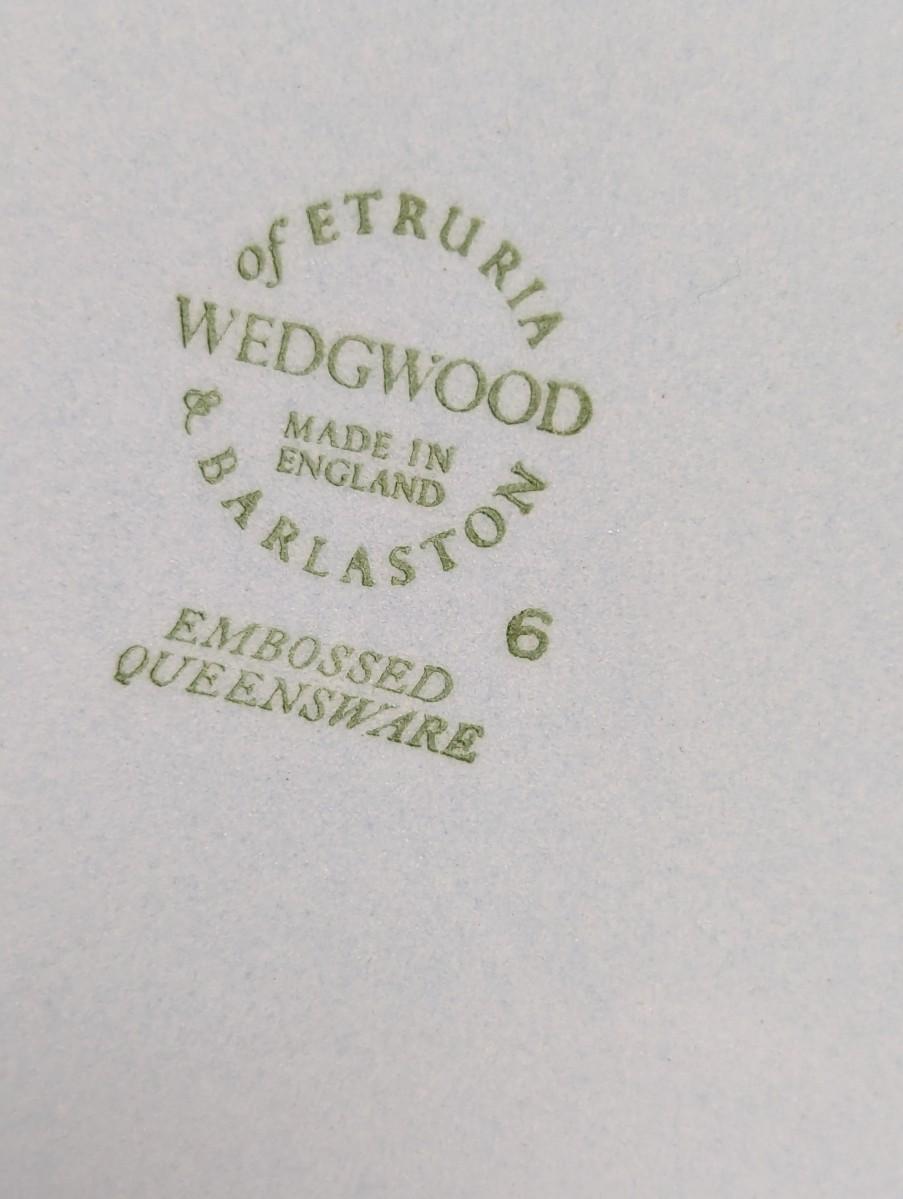 of ETRURIA
WEDGWOOD
MADE IN
ENGLAND
& BARLASTON
6
EMBOSSED
QUEENSWARE